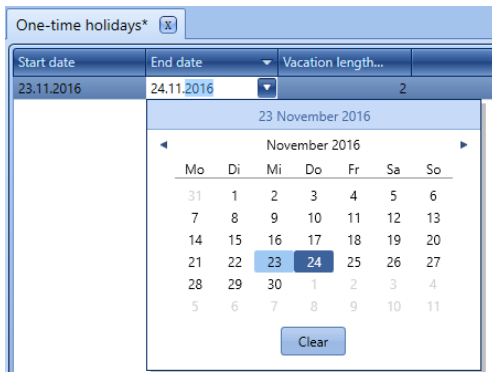 One-time holidays* x
Start date End date Vacation length...
23.11.2016 24.11.2016 2
23 November 2016
November 2016
Mo Di Mi Do Fr Sa So
31 1 2 3 4 5 6
7 8 9 10 11 12 13
14 15 16 17 18 19 20
21 22 23 24 25 26 27
28 29 30 1 2 3 4
5 6 7 8 9 10 11
Clear